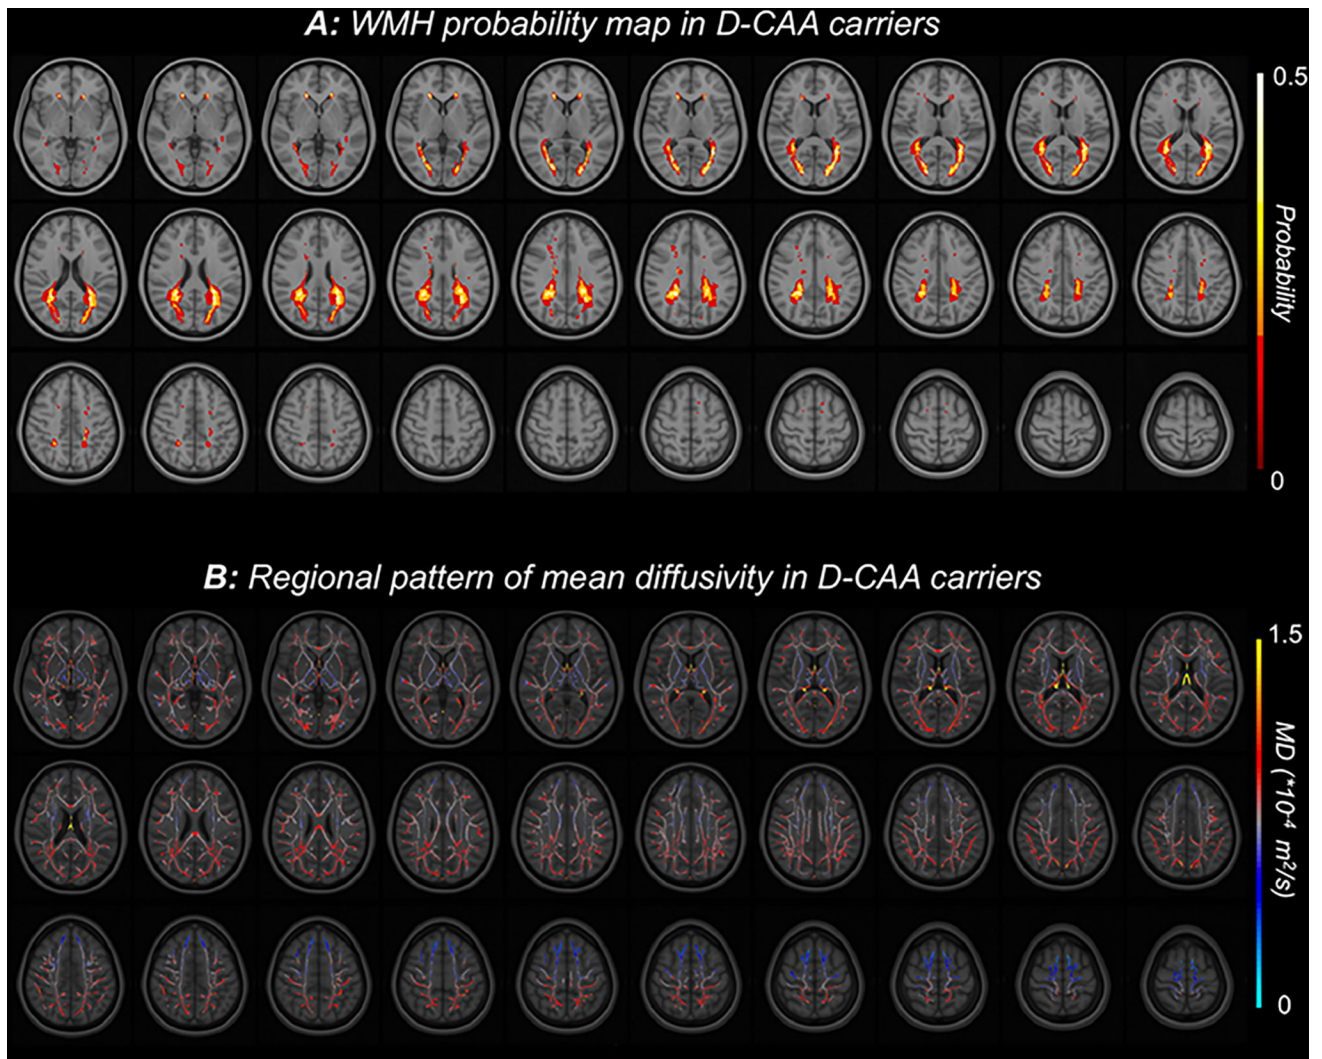 A: WMH probability map in D-CAA carriers
0.5
Probability
0
B: Regional pattern of mean diffusivity in D-CAA carriers
1.5
MD (*10⁻⁴ m²/s)
0